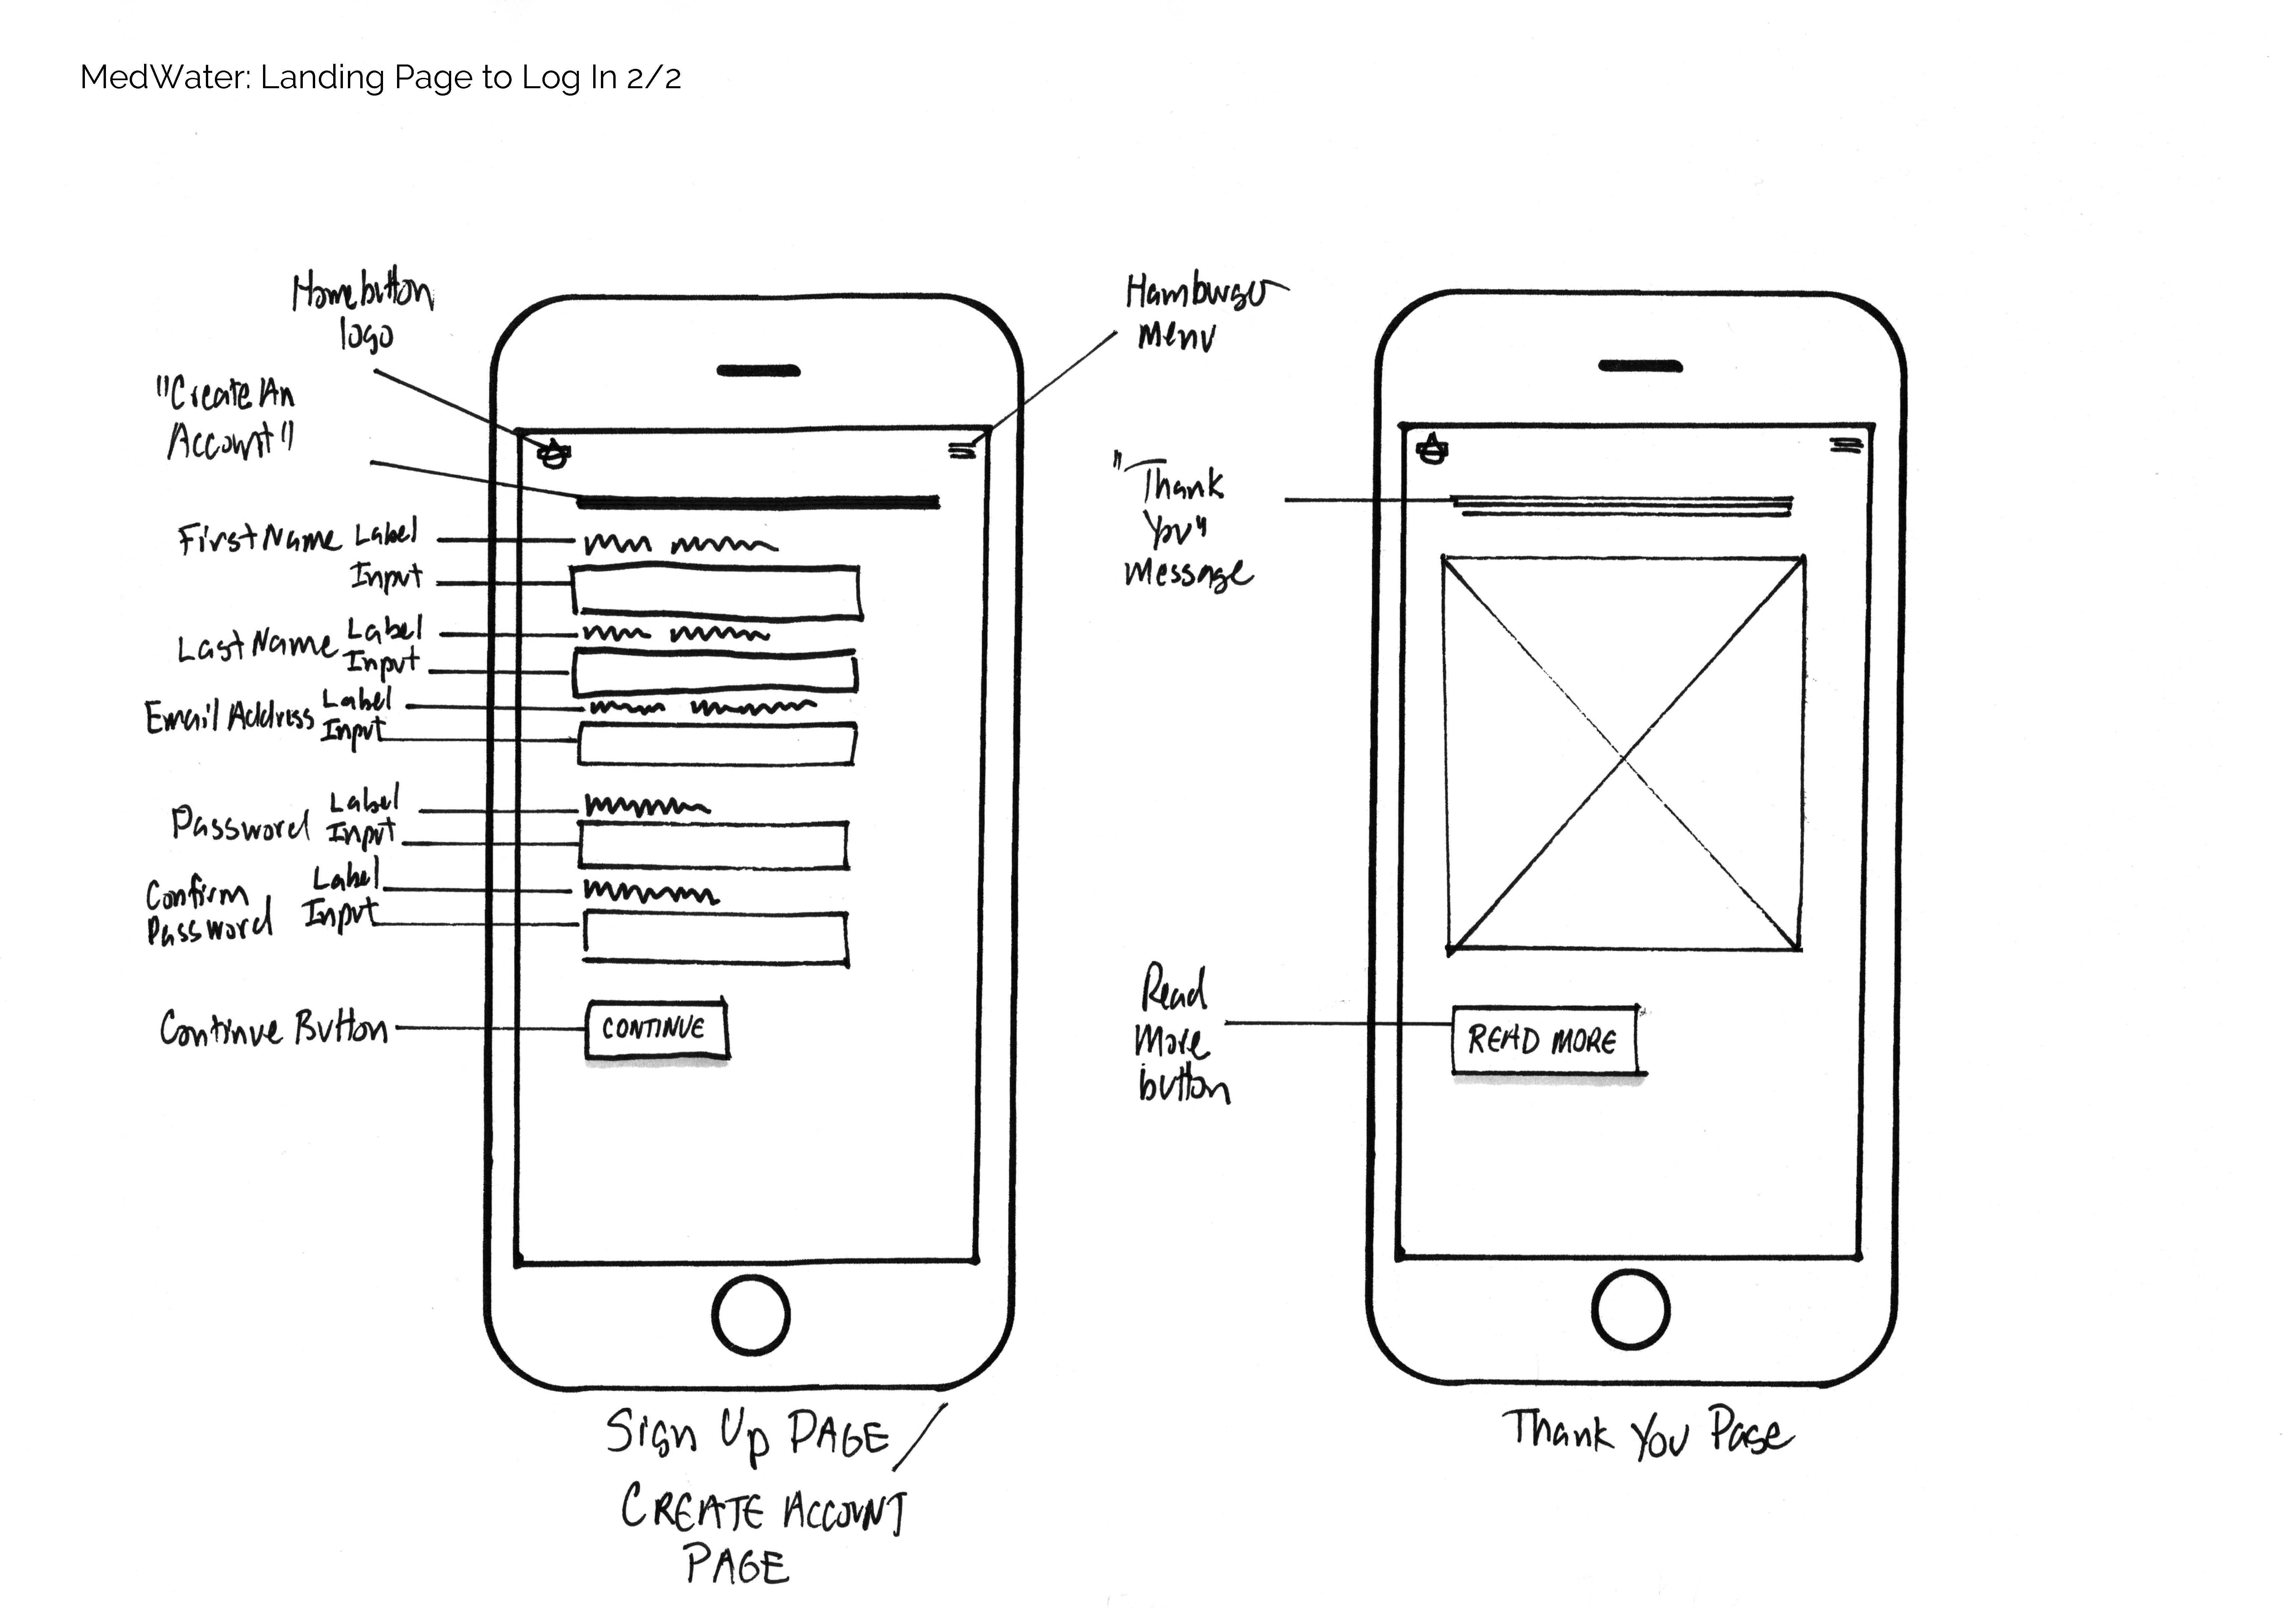 MedWater: Landing Page to Log In 2/2
Home button
logo
"Create An
Account"
First Name Label
Input
Last Name Label
Input
Email Address Label
Input
Password Label
Input
Confirm
Password Label
Input
Continue Button
CONTINUE
Sign Up PAGE /
CREATE ACCOUNT
PAGE
Hamburger
Menu
"Thank
You"
Message
Read
More
button
READ MORE
Thank You Page